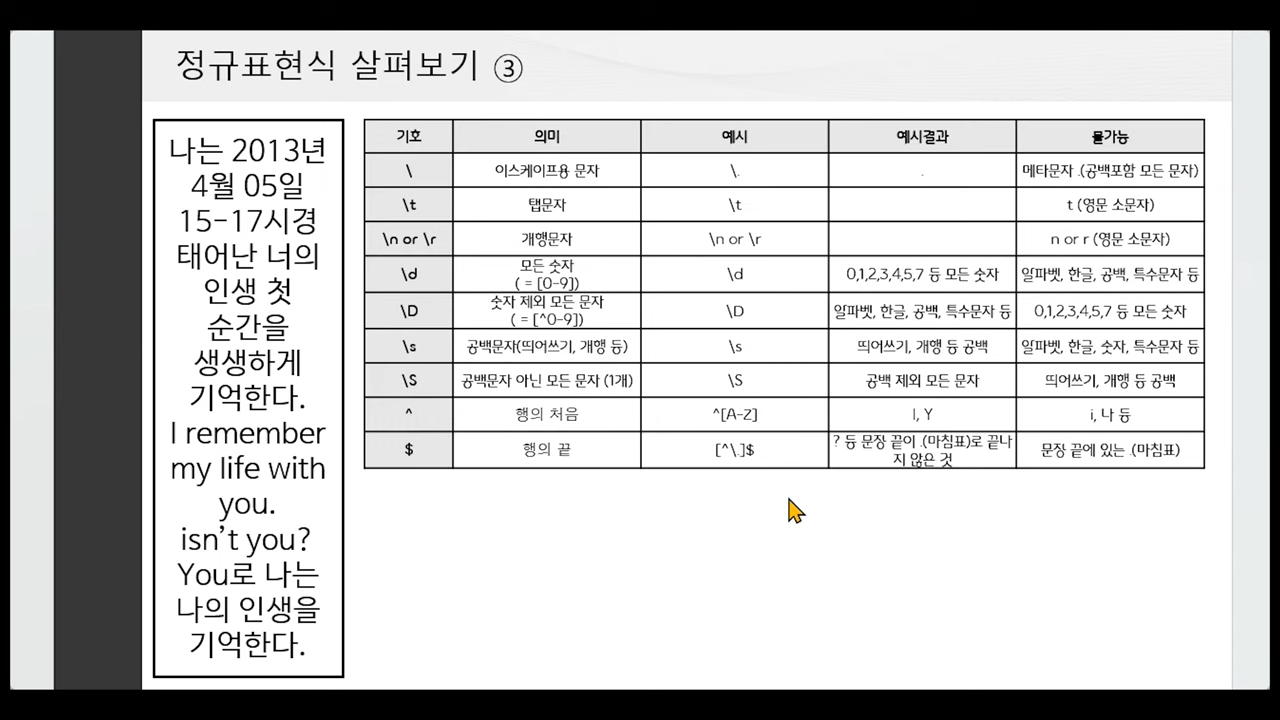 정규표현식 살펴보기 ③
나는 2013년
4월 05일
15-17시경
태어난 너의
인생 첫
순간을
생생하게
기억한다.
I remember
my life with
you.
isn't you?
You로 나는
나의 인생을
기억한다.
기호 의미 예시 예시결과 불가능
\ 이스케이프용 문자 \. . 메타문자 .(공백포함 모든 문자)
\t 탭문자 \t t (영문 소문자)
\n or \r 개행문자 \n or \r n or r (영문 소문자)
\d 모든 숫자 ( = [0-9]) \d 0,1,2,3,4,5,7 등 모든 숫자 알파벳, 한글, 공백, 특수문자 등
\D 숫자 제외 모든 문자 ( = [^0-9]) \D 알파벳, 한글, 공백, 특수문자 등 0,1,2,3,4,5,7 등 모든 숫자
\s 공백문자(띄어쓰기, 개행 등) \s 띄어쓰기, 개행 등 공백 알파벳, 한글, 숫자, 특수문자 등
\S 공백문자 아닌 모든 문자 (1개) \S 공백 제외 모든 문자 띄어쓰기, 개행 등 공백
^ 행의 처음 ^[A-Z] I, Y i, 나 등
$ 행의 끝 [^\.]$ ? 등 문장 끝이 .(마침표)로 끝나지 않은 것 문장 끝에 있는 .(마침표)